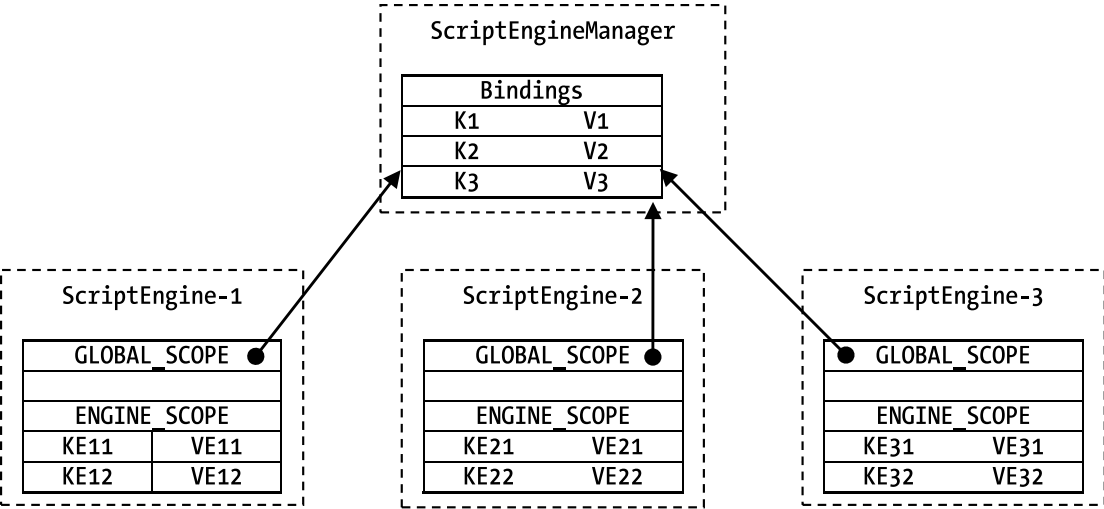 ScriptEngineManager
Bindings
K1 V1
K2 V2
K3 V3
ScriptEngine-1
GLOBAL_SCOPE
ENGINE_SCOPE
KE11 VE11
KE12 VE12
ScriptEngine-2
GLOBAL_SCOPE
ENGINE_SCOPE
KE21 VE21
KE22 VE22
ScriptEngine-3
GLOBAL_SCOPE
ENGINE_SCOPE
KE31 VE31
KE32 VE32